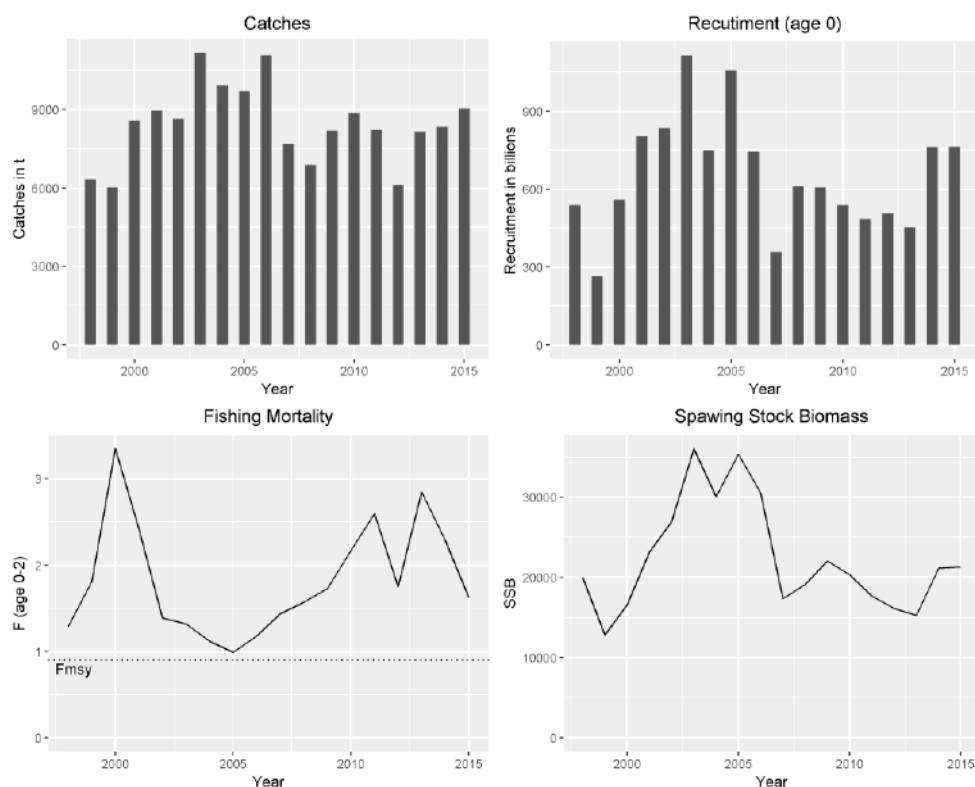 Catches
Catches in t
9000
6000
3000
0
2000 2005 2010 2015
Year
Recutiment (age 0)
Recruitment in billions
900
600
300
0
2000 2005 2010 2015
Year
Fishing Mortality
F (age 0-2)
3
2
1
0
Fmsy
2000 2005 2010 2015
Year
Spawing Stock Biomass
SSB
30000
20000
10000
0
2000 2005 2010 2015
Year